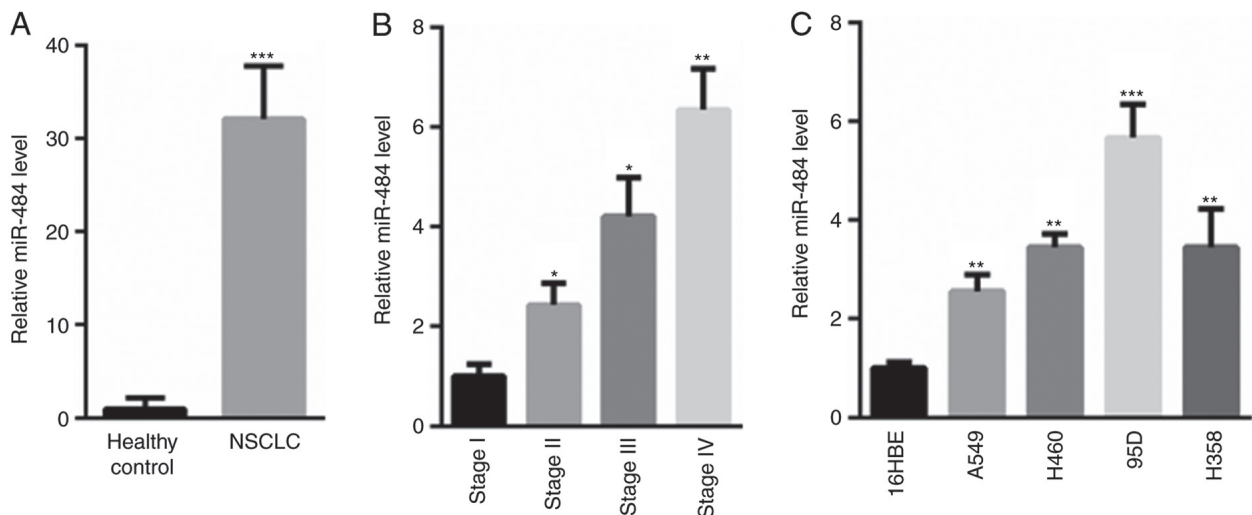 A
Relative miR-484 level
40
30
20
10
0
***
Healthy
control
NSCLC
B
Relative miR-484 level
8
6
4
2
0
*
*
**
Stage I
Stage II
Stage III
Stage IV
C
Relative miR-484 level
8
6
4
2
0
**
**
***
**
16HBE
A549
H460
95D
H358